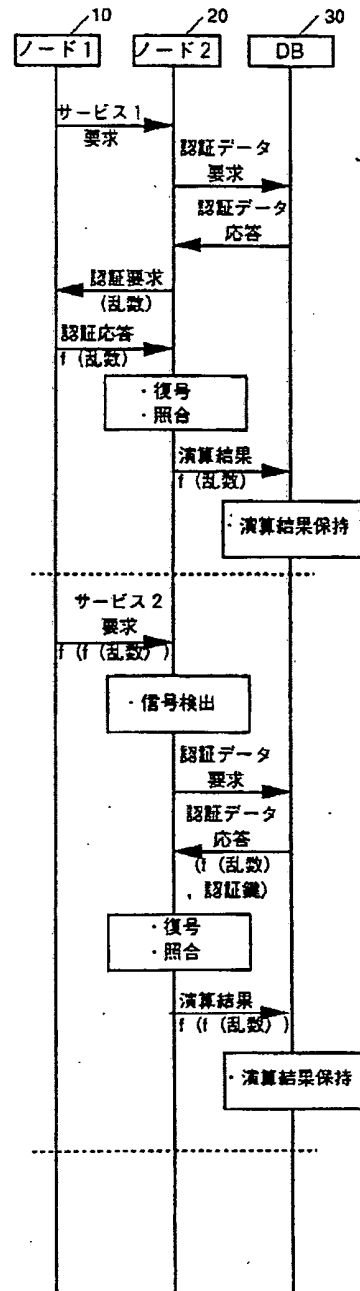 10
20
30
ノード1
ノード2
DB
サービス1
要求
認証データ
要求
認証データ
応答
認証要求
(乱数)
認証応答
f (乱数)
・復号
・照合
演算結果
f (乱数)
・演算結果保持
サービス2
要求
f (f (乱数) )
・信号検出
認証データ
要求
認証データ
応答
(f (乱数)
, 認証鍵)
・復号
・照合
演算結果
f (f (乱数) )
・演算結果保持